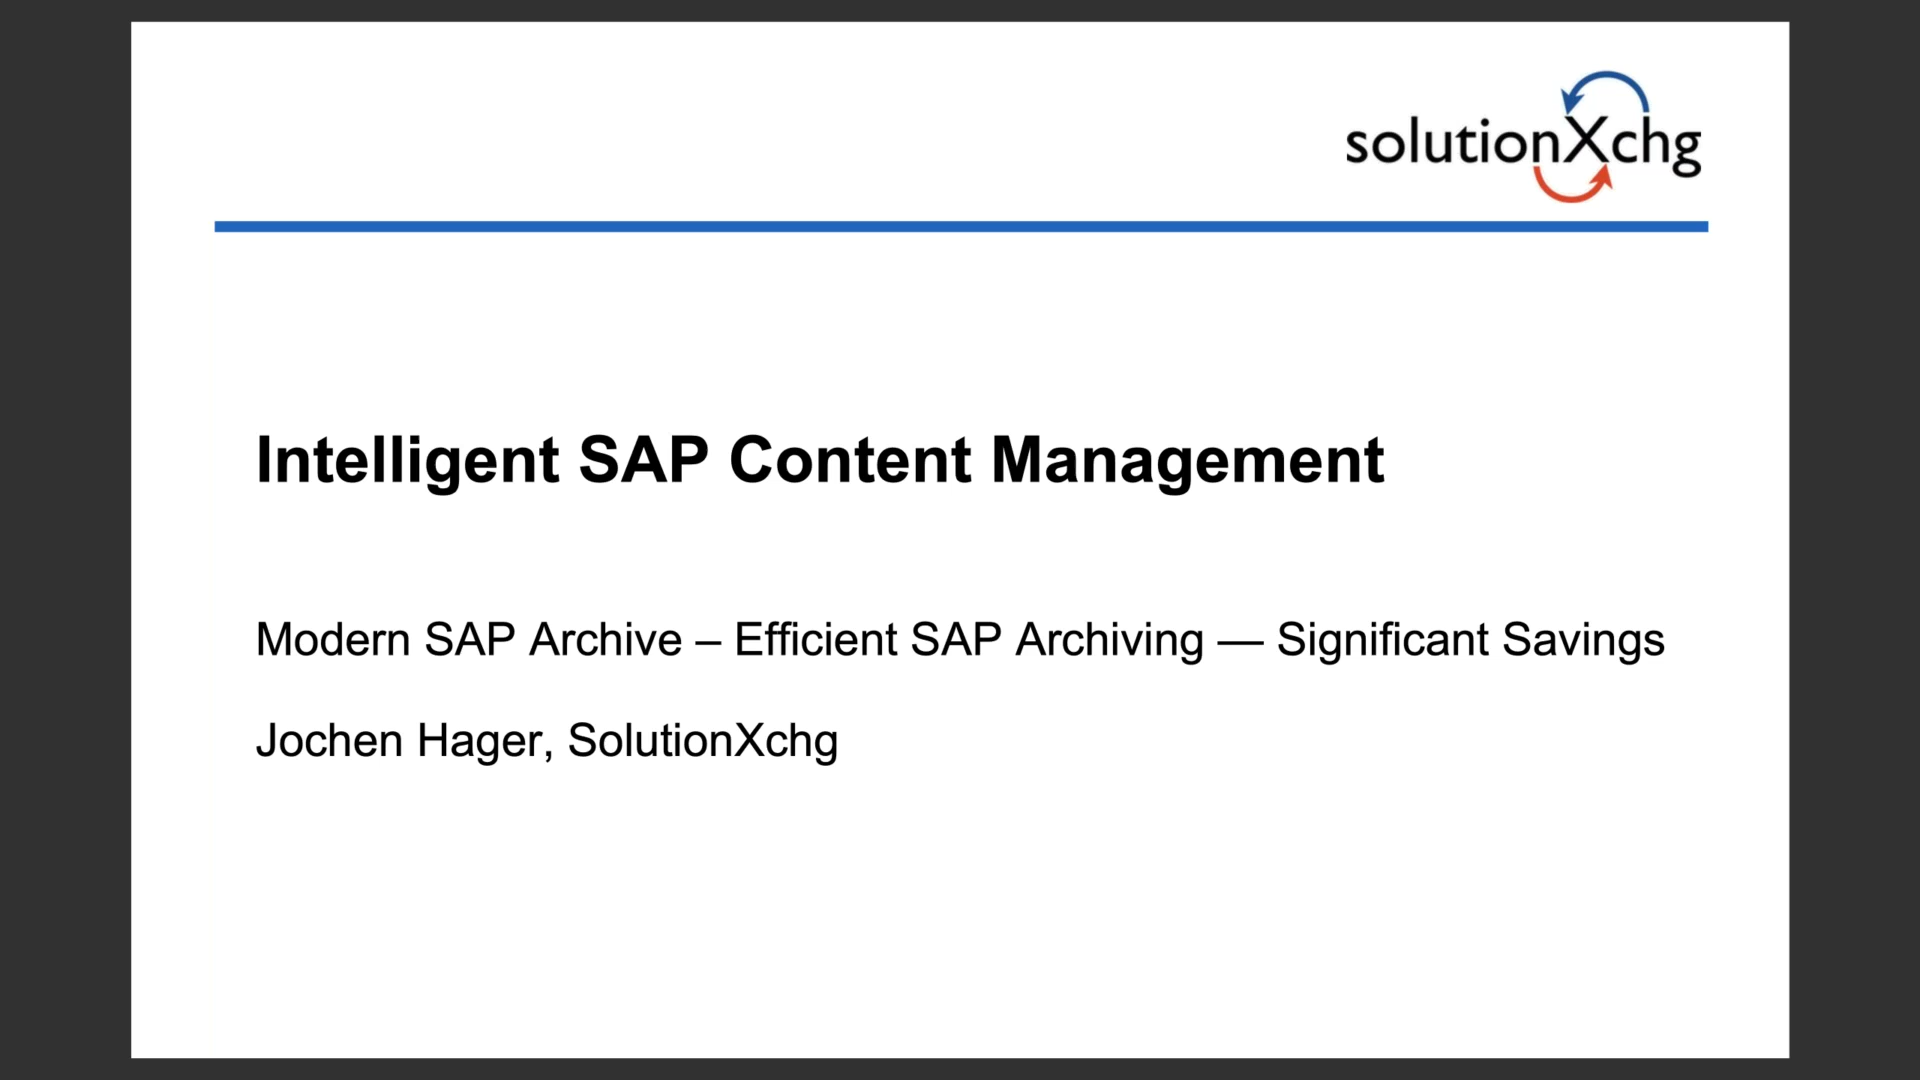 solutionXchg
Intelligent SAP Content Management
Modern SAP Archive – Efficient SAP Archiving — Significant Savings
Jochen Hager, SolutionXchg